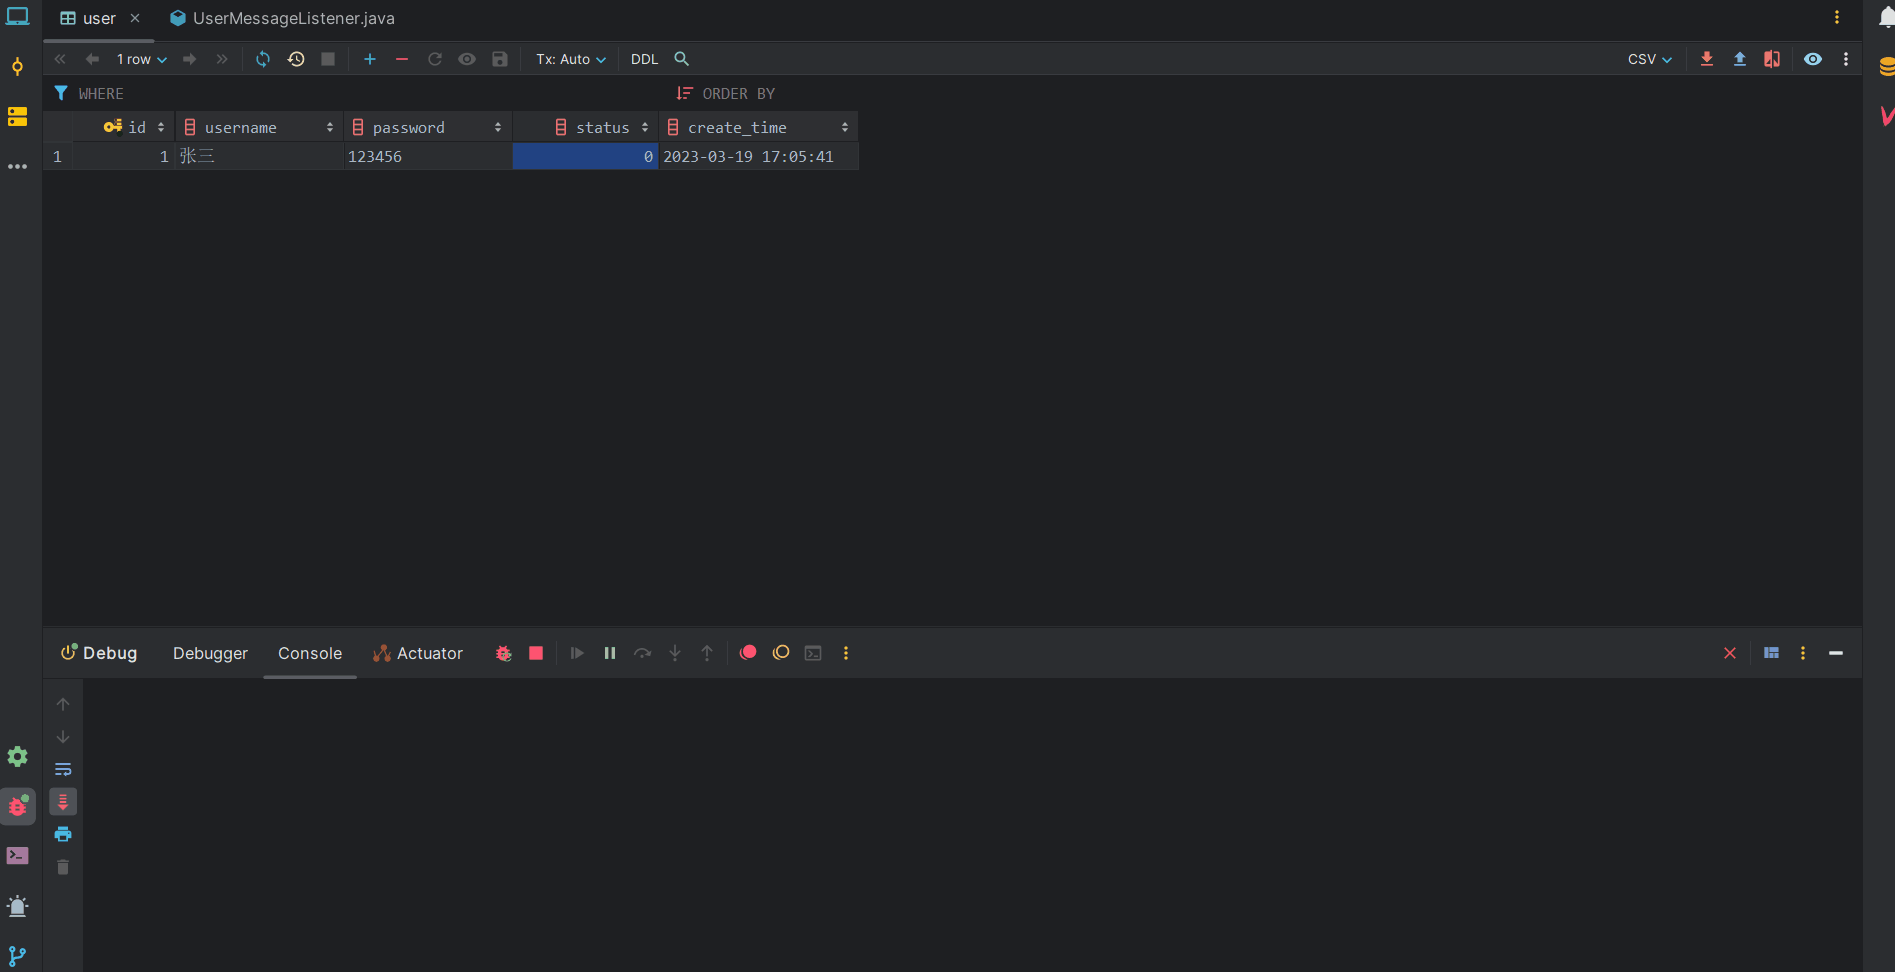 user UserMessageListener.java
1 row Tx: Auto DDL CSV
WHERE ORDER BY
id username password status create_time
1 1 张三 123456 0 2023-03-19 17:05:41
Debug Debugger Console Actuator